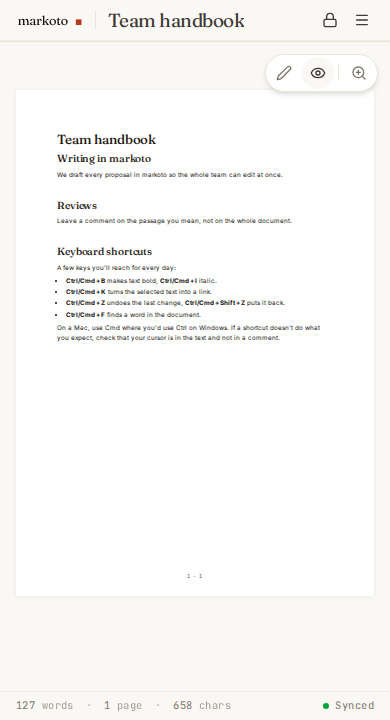 markoto
Team handbook
Team handbook
Writing in markoto
We draft every proposal in markoto so the whole team can edit at once.
Reviews
Leave a comment on the passage you mean, not on the whole document.
Keyboard shortcuts
A few keys you'll reach for every day:
• Ctrl/Cmd+B makes text bold, Ctrl/Cmd+I italic.
• Ctrl/Cmd+K turns the selected text into a link.
• Ctrl/Cmd+Z undoes the last change, Ctrl/Cmd+Shift+Z puts it back.
• Ctrl/Cmd+F finds a word in the document.
On a Mac, use Cmd where you'd use Ctrl on Windows. If a shortcut doesn't do what
you expect, check that your cursor is in the text and not in a comment.
1 - 1
127 words · 1 page · 658 chars
Synced